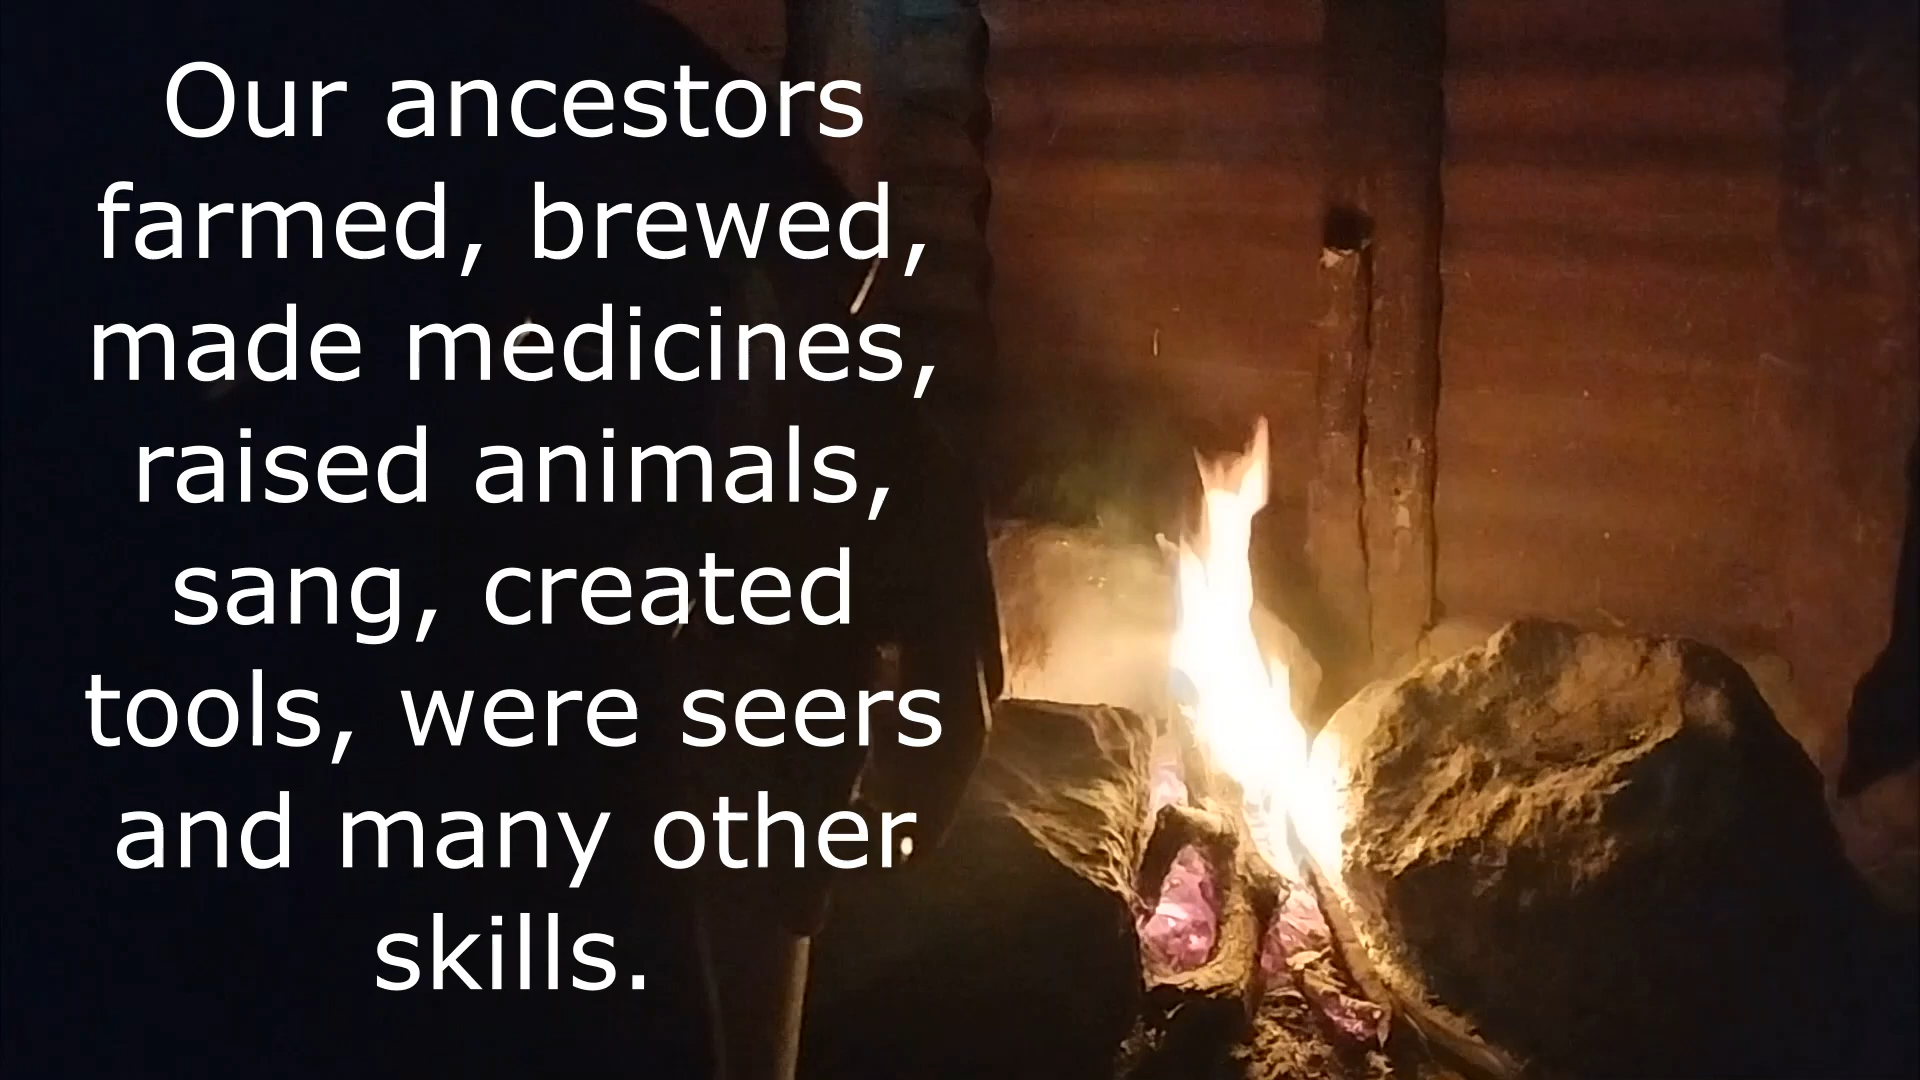 Our ancestors
farmed, brewed,
made medicines,
raised animals,
sang, created
tools, were seers
and many other
skills.